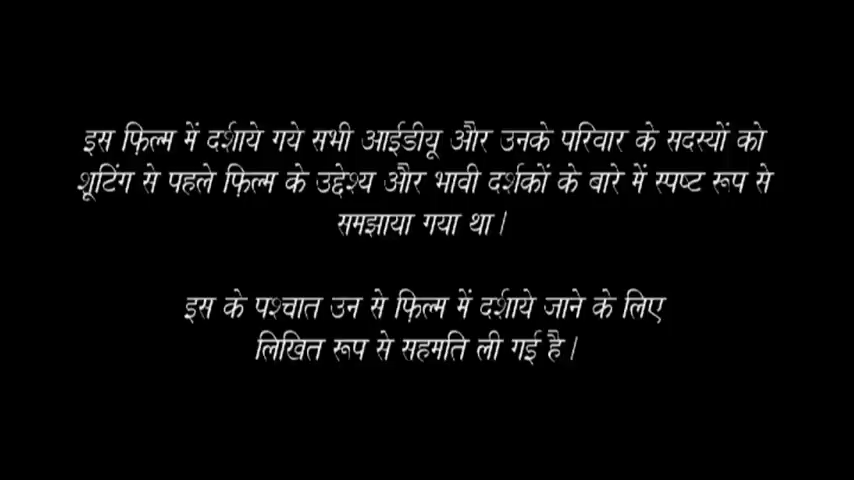 इस फ़िल्म में दर्शाये गये सभी आईडीयू और उनके परिवार के सदस्यों को
शूटिंग से पहले फ़िल्म के उद्देश्य और भावी दर्शकों के बारे में स्पष्ट रूप से
समझाया गया था।
इस के पश्चात उन से फ़िल्म में दर्शाये जाने के लिए
लिखित रूप से सहमति ली गई है।